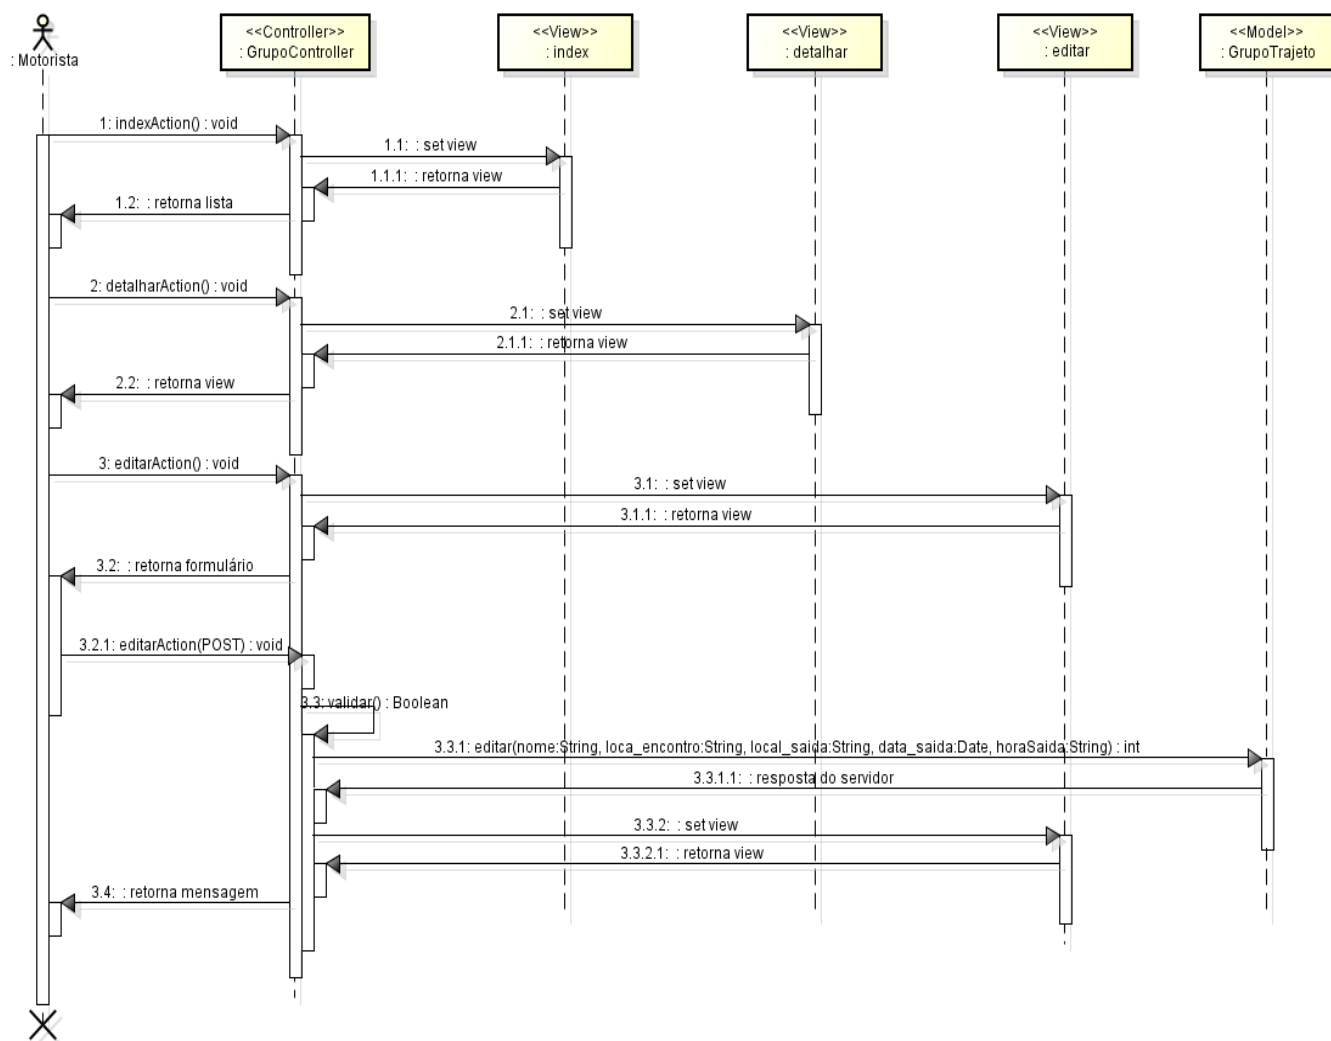 <<Controller>>
: GrupoController
<<View>>
: index
<<View>>
: detalhar
<<View>>
: editar
<<Model>>
: GrupoTrajeto
: Motorista
1: indexAction() : void
1.1: : set view
1.1.1: : retorna view
1.2: : retorna lista
2: detalharAction() : void
2.1: : set view
2.1.1: : retorna view
2.2: : retorna view
3: editarAction() : void
3.1: : set view
3.1.1: : retorna view
3.2: : retorna formulário
3.2.1: editarAction(POST) : void
3.3: validar() : Boolean
3.3.1: editar(nome:String, loca_encontro:String, local_saida:String, data_saida:Date, horaSaida:String) : int
3.3.1.1: : resposta do servidor
3.3.2: : set view
3.3.2.1: : retorna view
3.4: : retorna mensagem